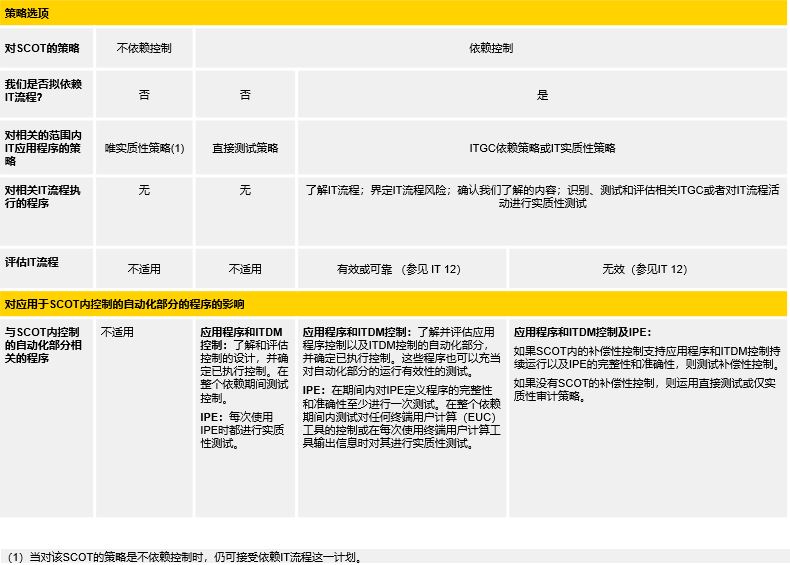 策略选项
对SCOT的策略
不依赖控制
依赖控制
我们是否拟依赖
IT流程?
否
否
是
对相关的范围内
IT应用程序的策
略
唯实质性策略(1)
直接测试策略
ITGC依赖策略或IT实质性策略
对相关IT流程执
行的程序
无
无
了解IT流程；界定IT流程风险；确认我们了解的内容；识别、测试和评估相关ITGC或者对IT流程活
动进行实质性测试
评估IT流程
不适用
不适用
有效或可靠 （参见 IT 12）
无效（参见IT 12）
对应用于SCOT内控制的自动化部分的程序的影响
与SCOT内控制
的自动化部分相
关的程序
不适用
应用程序和ITDM
控制：了解和评估
控制的设计，并确
定已执行控制。在
整个依赖期间测试
控制。
IPE：每次使用
IPE时都进行实质
性测试。
应用程序和ITDM控制：了解并评估应用
程序控制以及ITDM控制的自动化部分，
并确定已执行控制。这些程序也可以充当
对自动化部分的运行有效性的测试。
IPE：在期间内对IPE定义程序的完整性
和准确性至少进行一次测试。在整个依赖
期间内测试对任何终端用户计算（EUC）
工具的控制或在每次使用终端用户计算工
具输出信息时对其进行实质性测试。
应用程序和ITDM控制及IPE：
如果SCOT内的补偿性控制支持应用程序和ITDM控制持
续运行以及IPE的完整性和准确性，则测试补偿性控制。
如果没有SCOT的补偿性控制，则运用直接测试或仅实
质性审计策略。
（1）当对该SCOT的策略是不依赖控制时，仍可接受依赖IT流程这一计划。